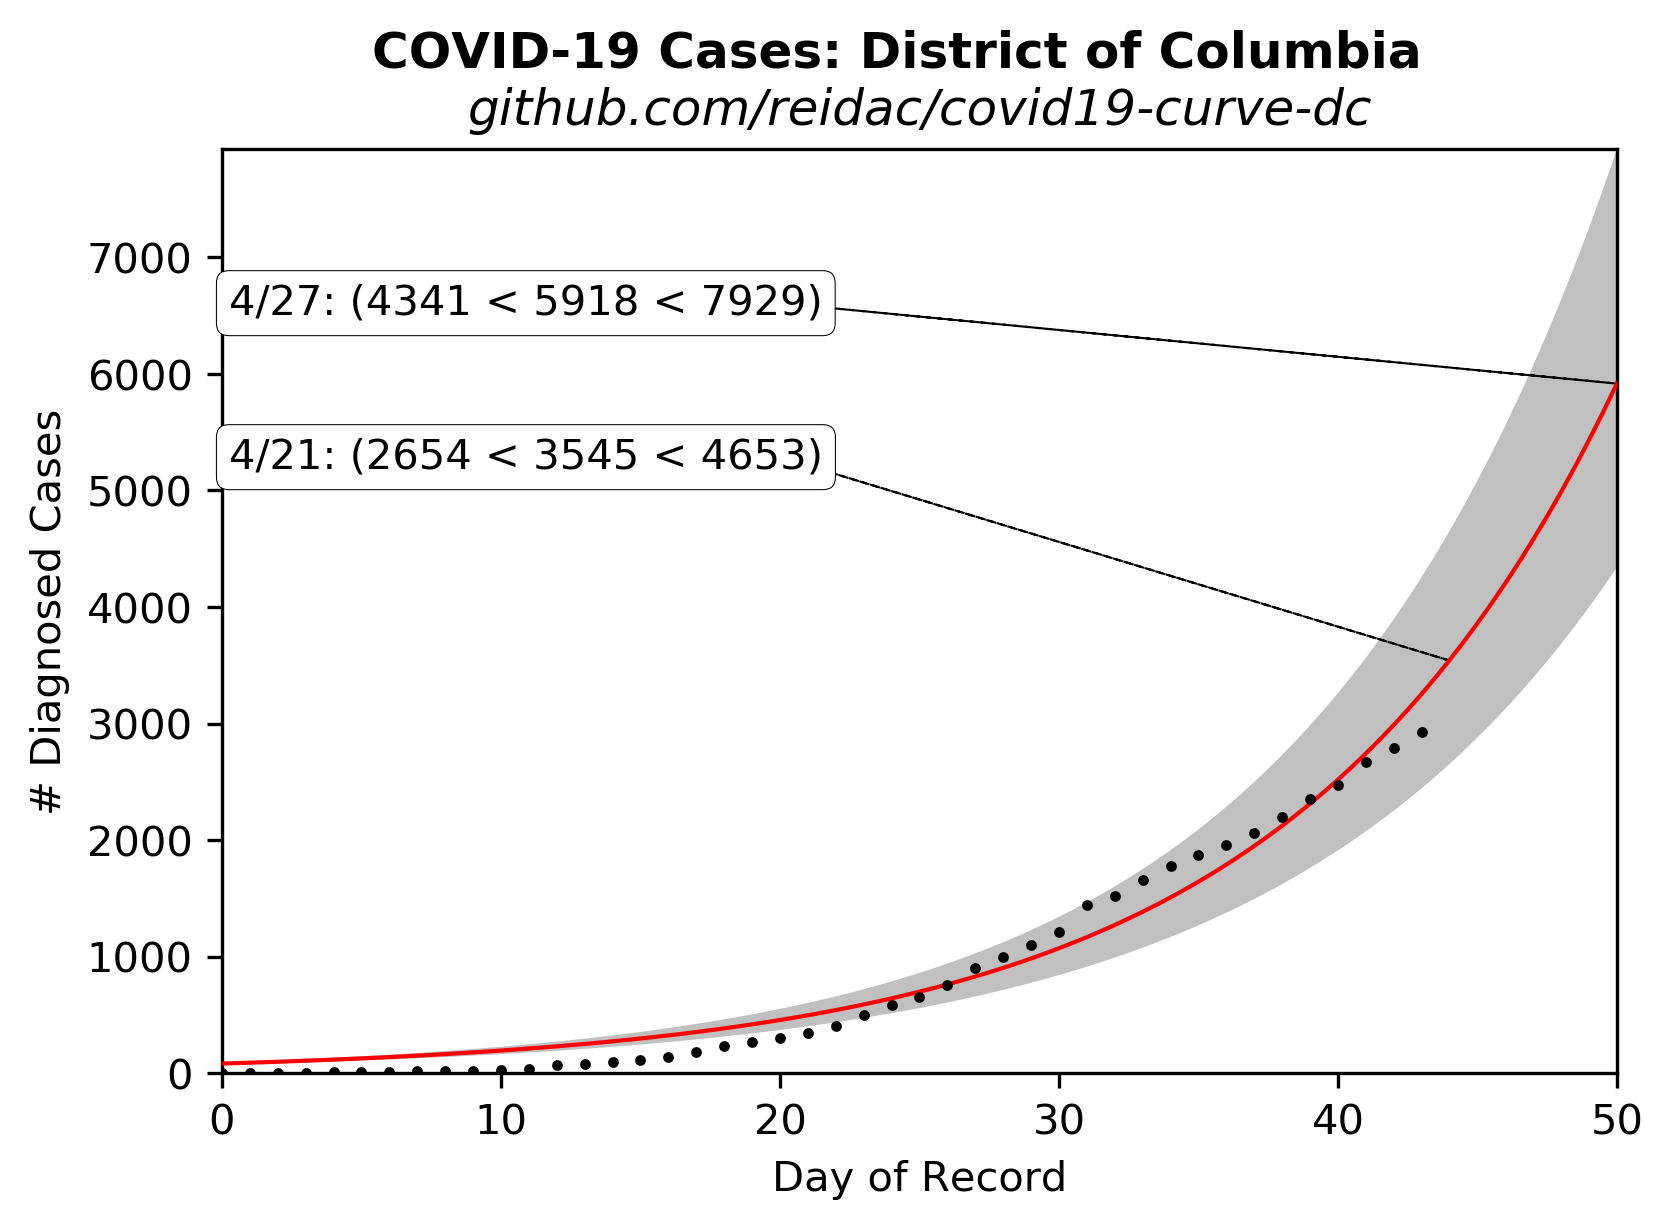 COVID-19 Cases: District of Columbia
github.com/reidac/covid19-curve-dc
7000
6000
5000
4000
3000
2000
1000
0
# Diagnosed Cases
4/27: (4341 < 5918 < 7929)
4/21: (2654 < 3545 < 4653)
0 10 20 30 40 50
Day of Record